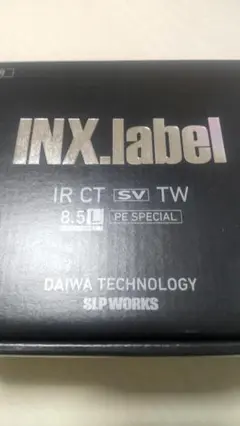 INX.label
IR CT SV TW
8.5L PE SPECIAL
DAIWA TECHNOLOGY
SLP WORKS